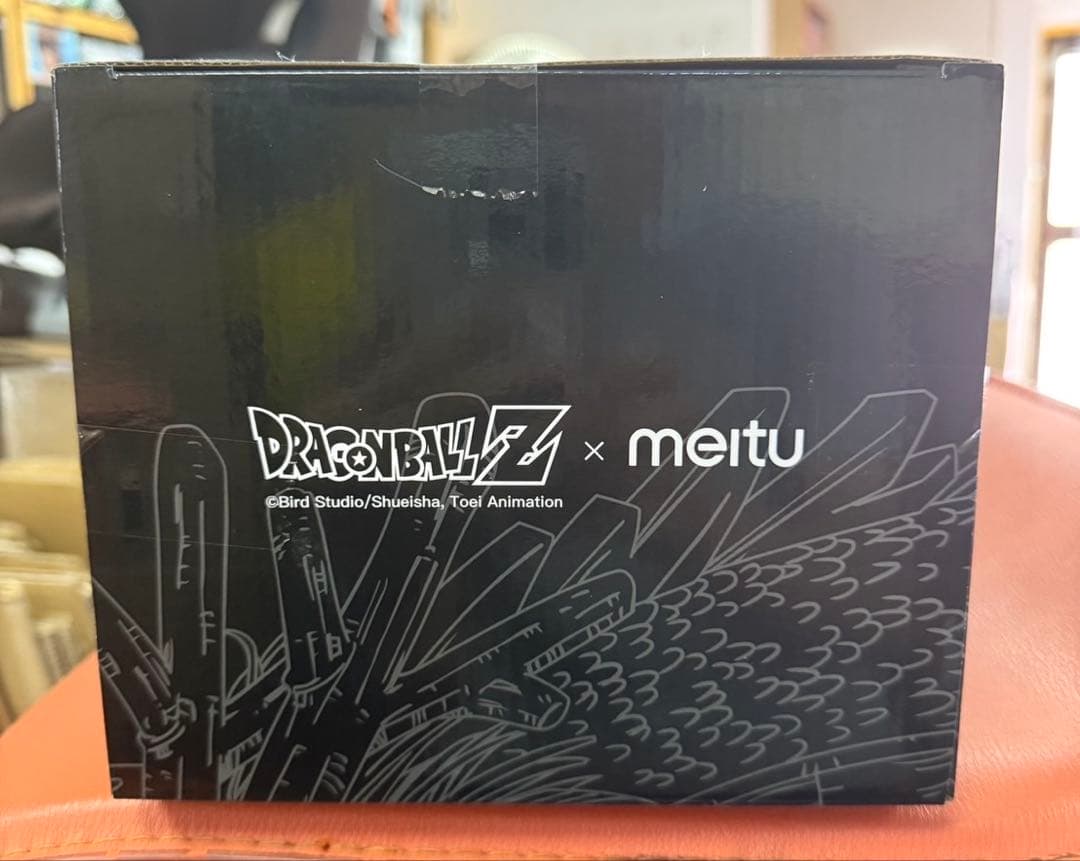 DRAGONBALL Z × meitu
©Bird Studio/Shueisha, Toei Animation